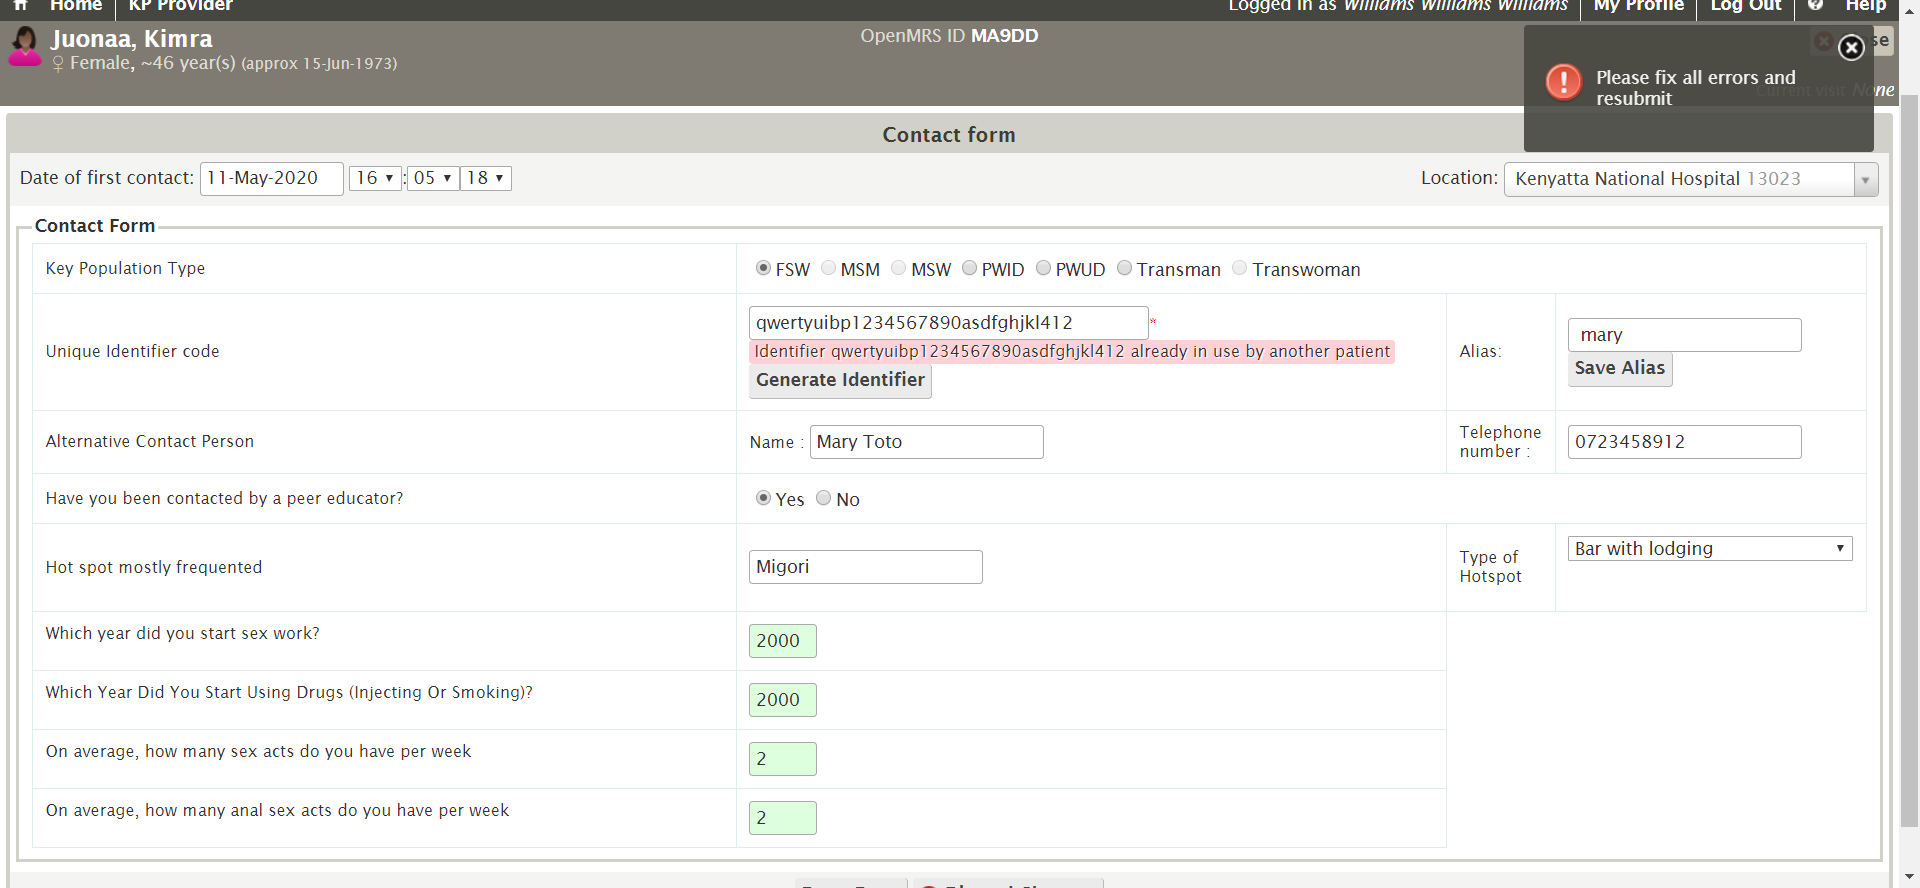 Home KP Provider Logged in as Williams Williams Williams My Profile Log Out Help
Juonaa, Kimra
OpenMRS ID MA9DD
Female, ~46 year(s) (approx 15-Jun-1973)
Please fix all errors and
resubmit
Current visit None
Contact form
Date of first contact: 11-May-2020 16 : 05 18 Location: Kenyatta National Hospital 13023
Contact Form
Key Population Type FSW MSM MSW PWID PWUD Transman Transwoman
Unique Identifier code
qwertyuibp1234567890asdfghjkl412 *
Identifier qwertyuibp1234567890asdfghjkl412 already in use by another patient
Generate Identifier
Alias:
mary
Save Alias
Alternative Contact Person Name : Mary Toto
Telephone
number :
0723458912
Have you been contacted by a peer educator? Yes No
Hot spot mostly frequented Migori
Type of
Hotspot
Bar with lodging
Which year did you start sex work? 2000
Which Year Did You Start Using Drugs (Injecting Or Smoking)? 2000
On average, how many sex acts do you have per week 2
On average, how many anal sex acts do you have per week 2